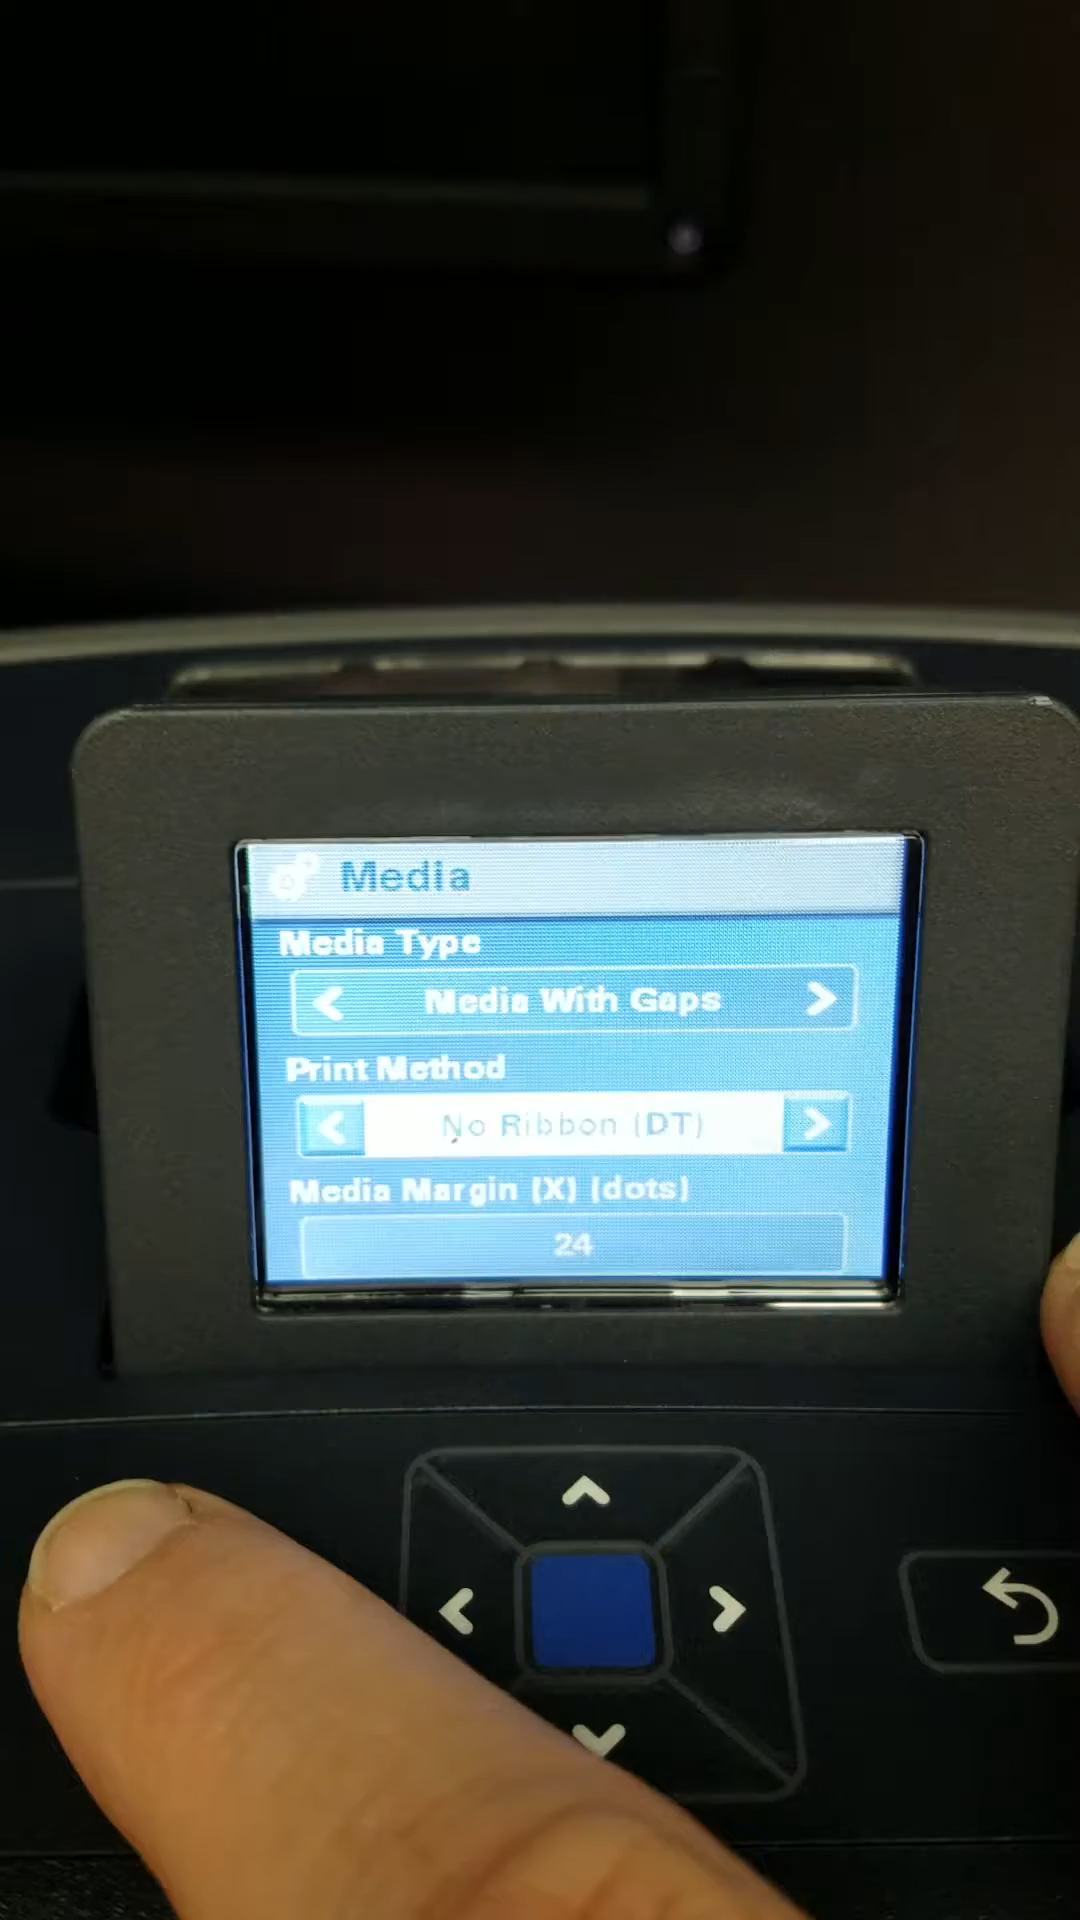 Media
Media Type
Media With Gaps
Print Method
No Ribbon (DT)
Media Margin (X) (dots)
24